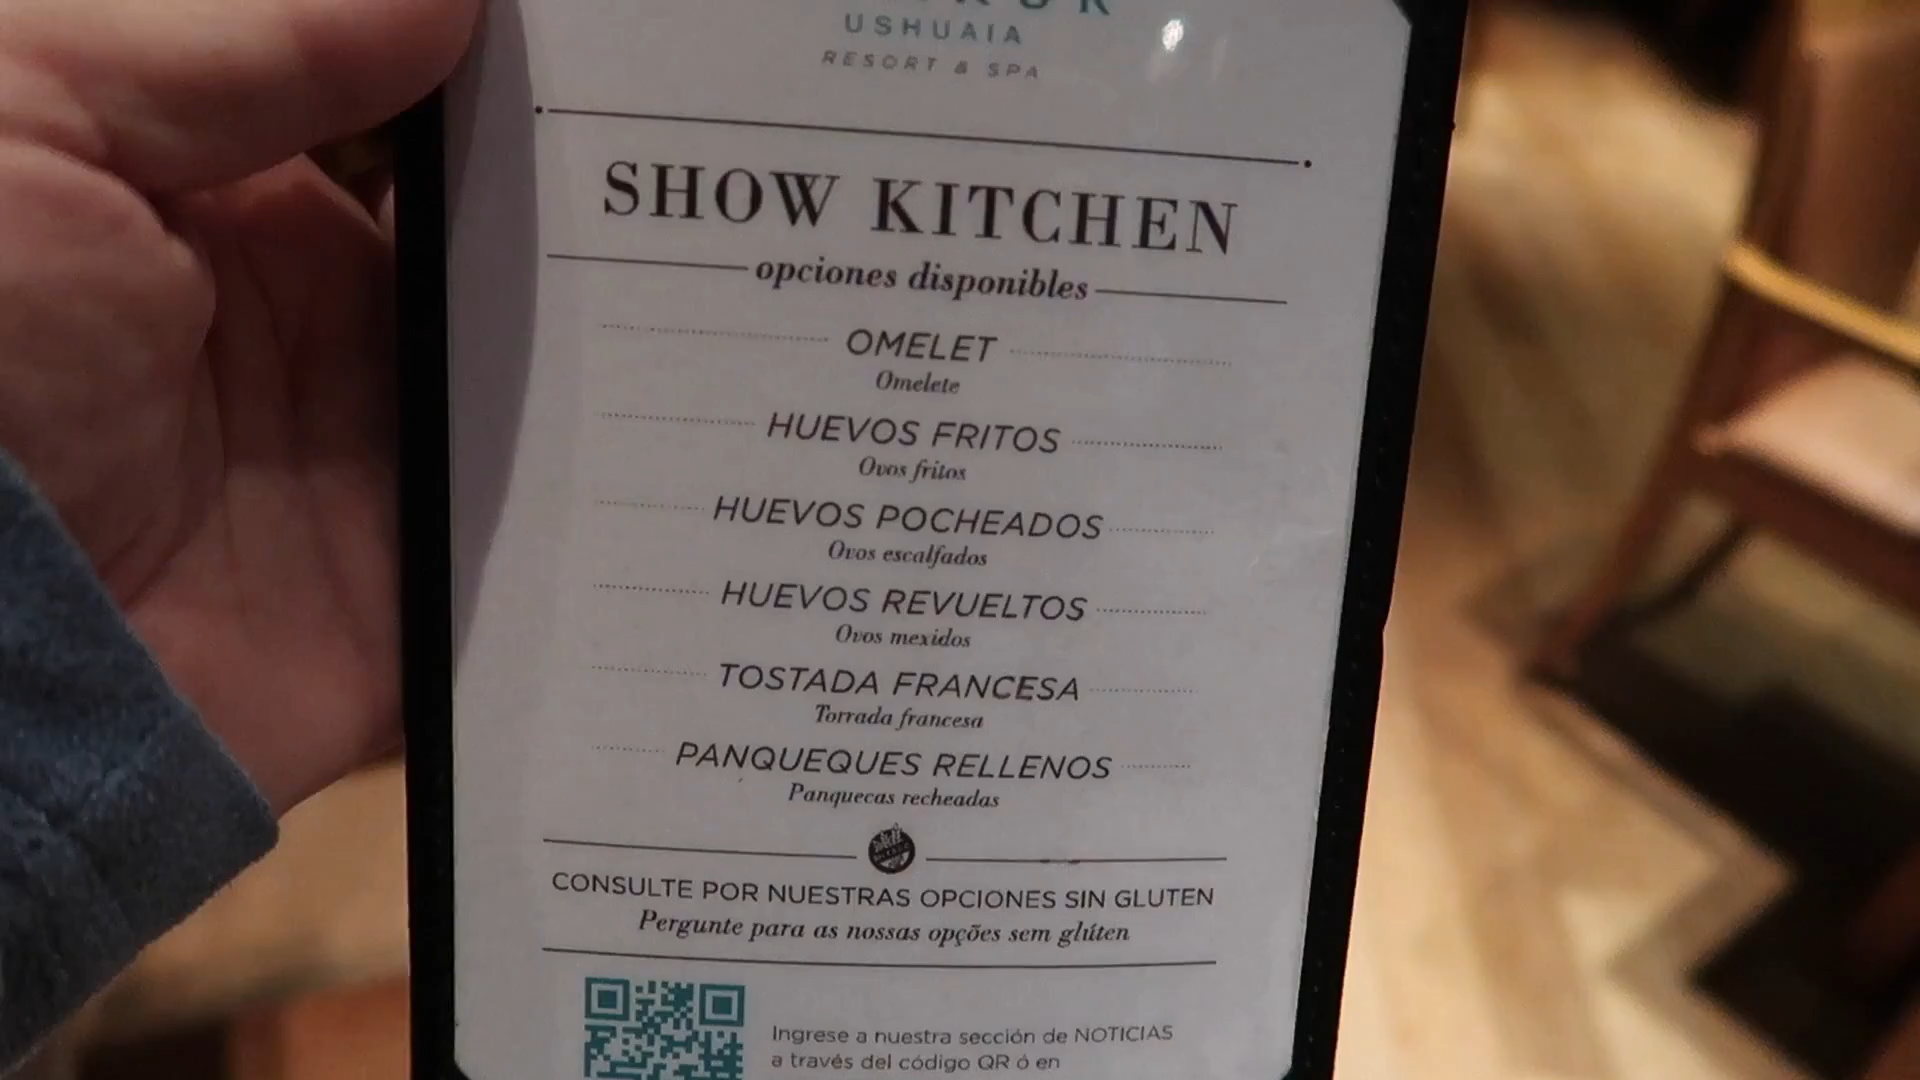 USHUAIA
RESORT & SPA
SHOW KITCHEN
opciones disponibles
OMELET
Omelete
HUEVOS FRITOS
Ovos fritos
HUEVOS POCHEADOS
Ovos escalfados
HUEVOS REVUELTOS
Ovos mexidos
TOSTADA FRANCESA
Torrada francesa
PANQUEQUES RELLENOS
Panquecas recheadas
CONSULTE POR NUESTRAS OPCIONES SIN GLUTEN
Pergunte para as nossas opções sem glúten
Ingrese a nuestra sección de NOTICIAS
a través del código QR ó en